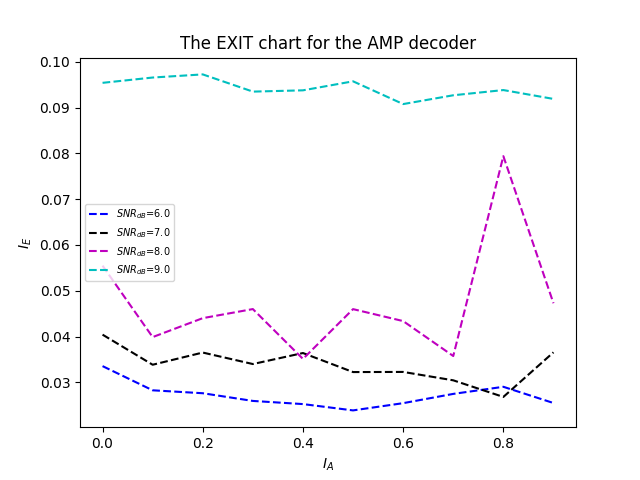 The EXIT chart for the AMP decoder
0.10
0.09
0.08
0.07
0.06
0.05
0.04
0.03
I_E
SNR_dB=6.0
SNR_dB=7.0
SNR_dB=8.0
SNR_dB=9.0
0.0 0.2 0.4 0.6 0.8
I_A